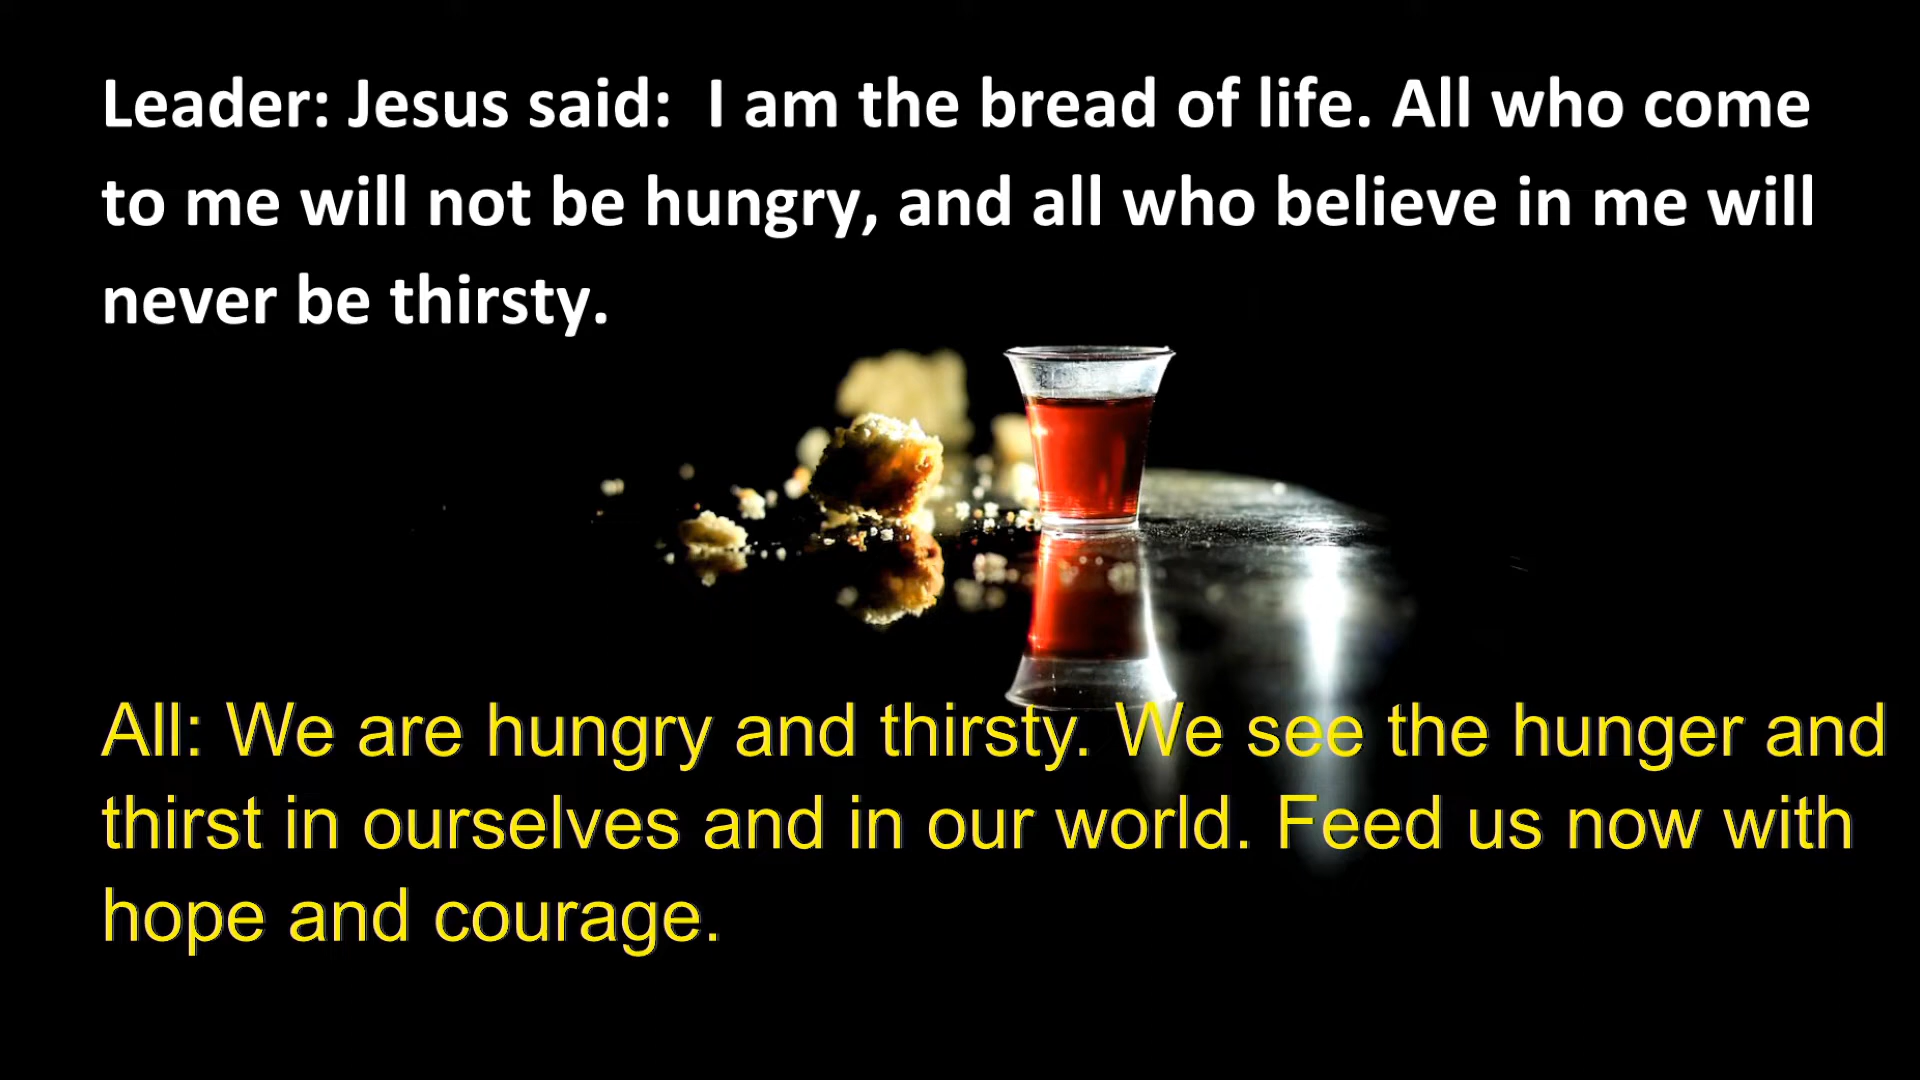 Leader: Jesus said:  I am the bread of life. All who come
to me will not be hungry, and all who believe in me will
never be thirsty.
All: We are hungry and thirsty. We see the hunger and
thirst in ourselves and in our world. Feed us now with
hope and courage.